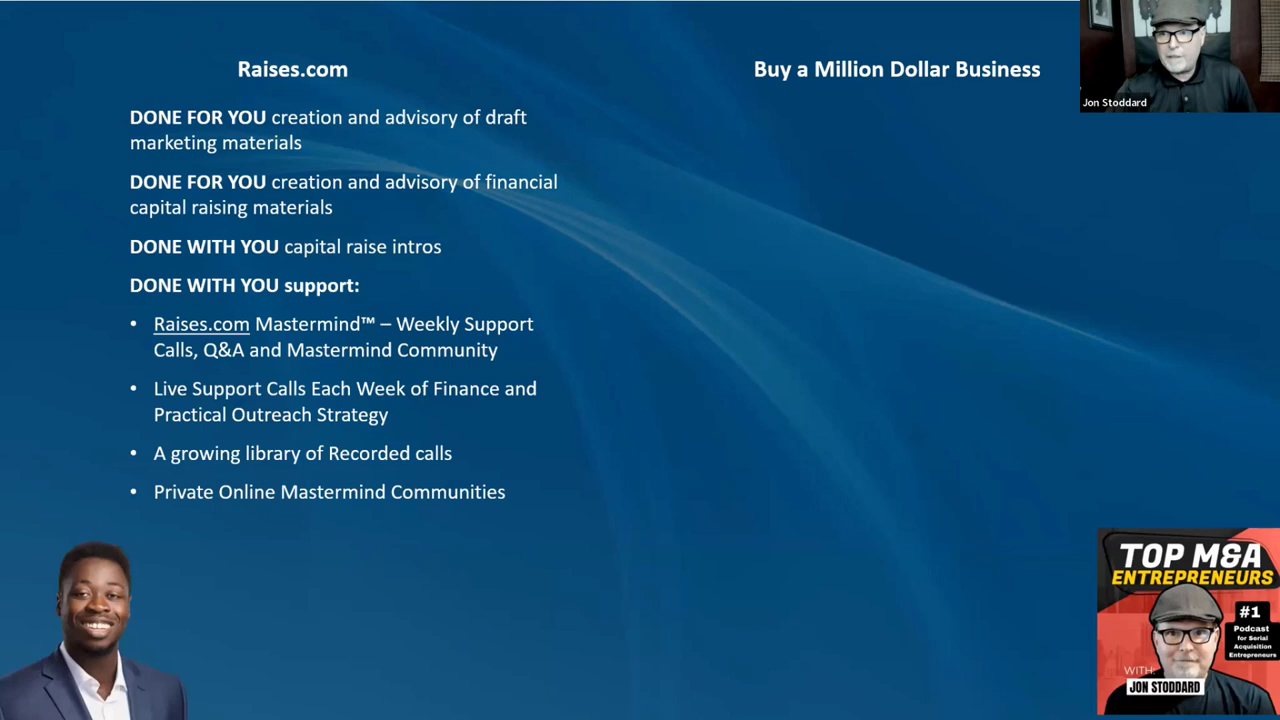 Raises.com
DONE FOR YOU creation and advisory of draft
marketing materials
DONE FOR YOU creation and advisory of financial
capital raising materials
DONE WITH YOU capital raise intros
DONE WITH YOU support:
• Raises.com Mastermind™ – Weekly Support
Calls, Q&A and Mastermind Community
• Live Support Calls Each Week of Finance and
Practical Outreach Strategy
• A growing library of Recorded calls
• Private Online Mastermind Communities
Buy a Million Dollar Business
Jon Stoddard
TOP M&A
ENTREPRENEURS
#1
Podcast
for Serial
Acquisition
Entrepreneurs
WITH:
JON STODDARD